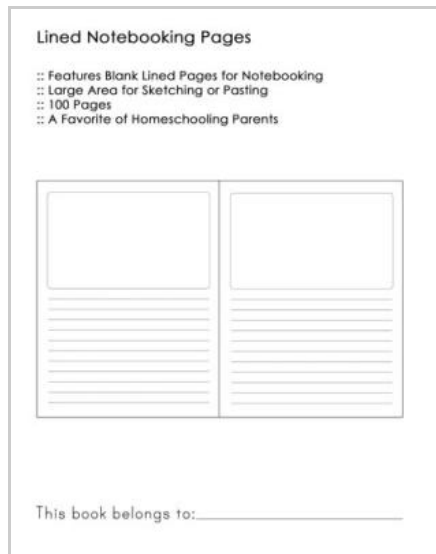 Lined Notebooking Pages
:: Features Blank Lined Pages for Notebooking
:: Large Area for Sketching or Pasting
:: 100 Pages
:: A Favorite of Homeschooling Parents
This book belongs to: